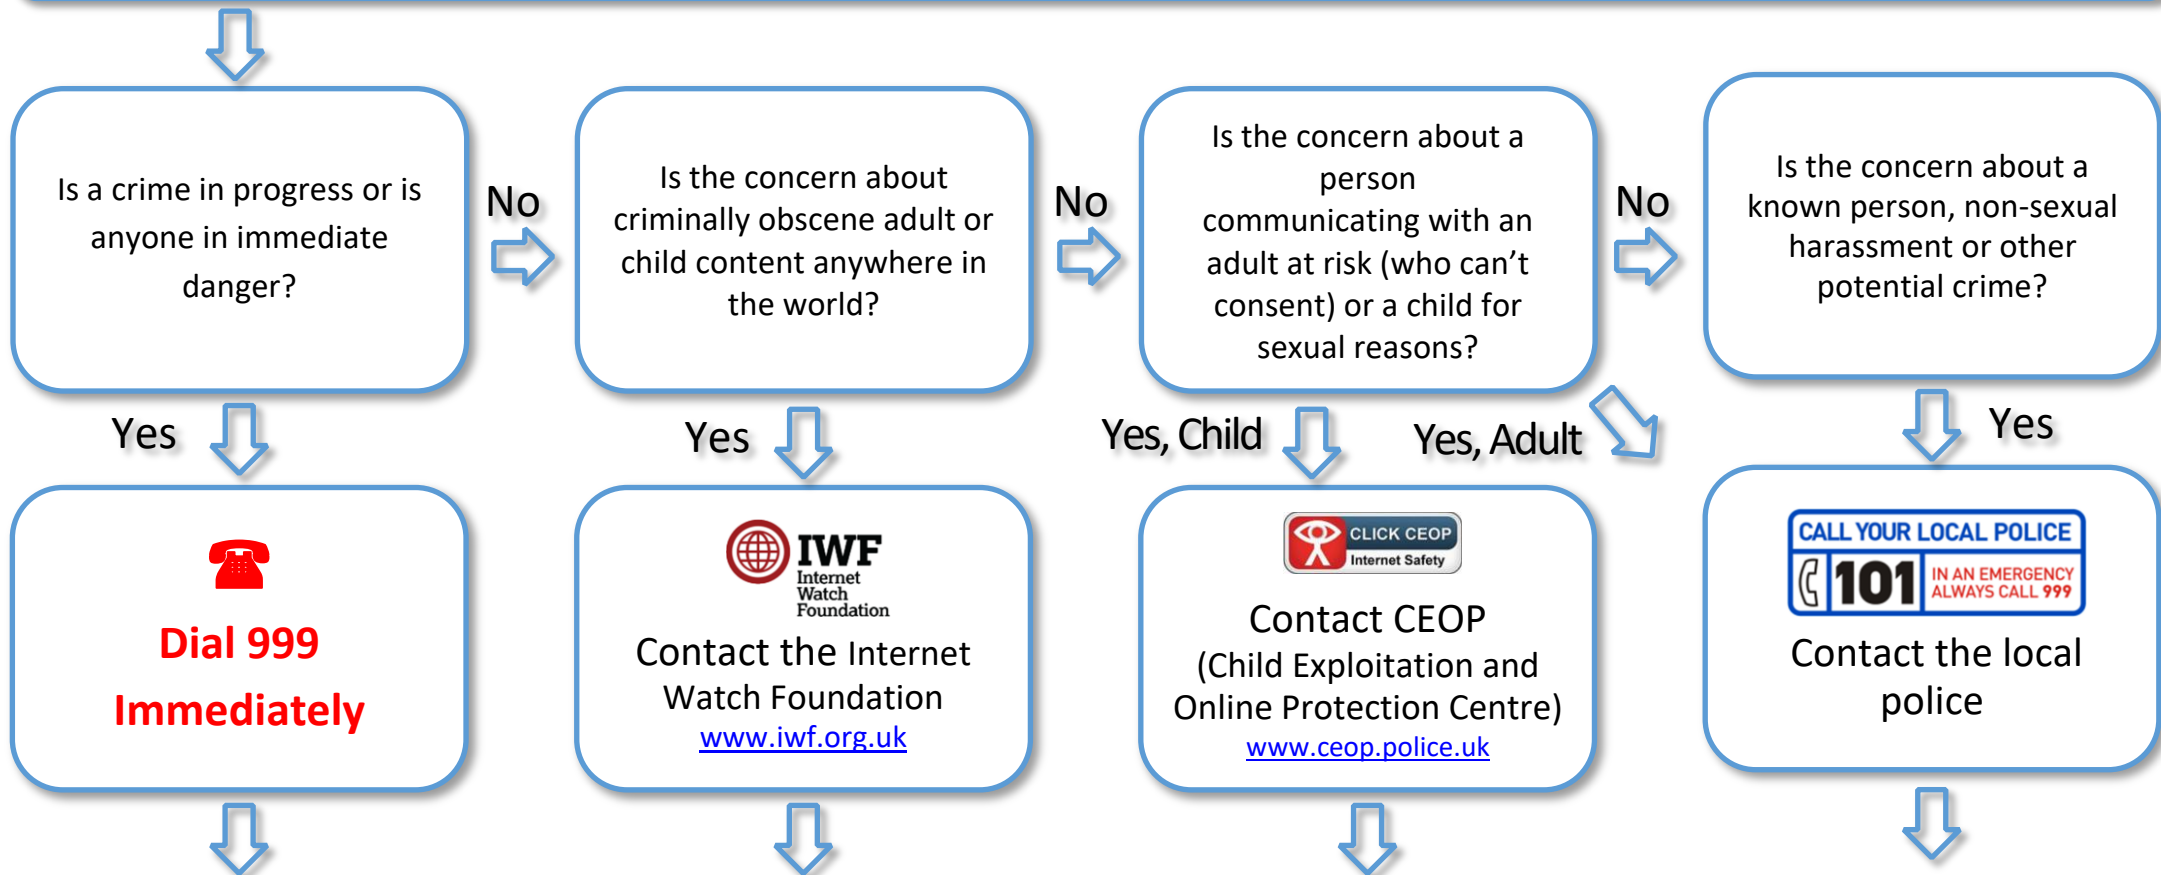 Is a crime in progress or is
anyone in immediate
danger?
No
Is the concern about
criminally obscene adult or
child content anywhere in
the world?
No
Is the concern about a
person
communicating with an
adult at risk (who can’t
consent) or a child for
sexual reasons?
No
Is the concern about a
known person, non-sexual
harassment or other
potential crime?
Yes
Yes
Yes, Child
Yes, Adult
Yes
Dial 999
Immediately
IWF
Internet
Watch
Foundation
Contact the Internet
Watch Foundation
www.iwf.org.uk
CLICK CEOP
Internet Safety
Contact CEOP
(Child Exploitation and
Online Protection Centre)
www.ceop.police.uk
CALL YOUR LOCAL POLICE
101
IN AN EMERGENCY
ALWAYS CALL 999
Contact the local
police